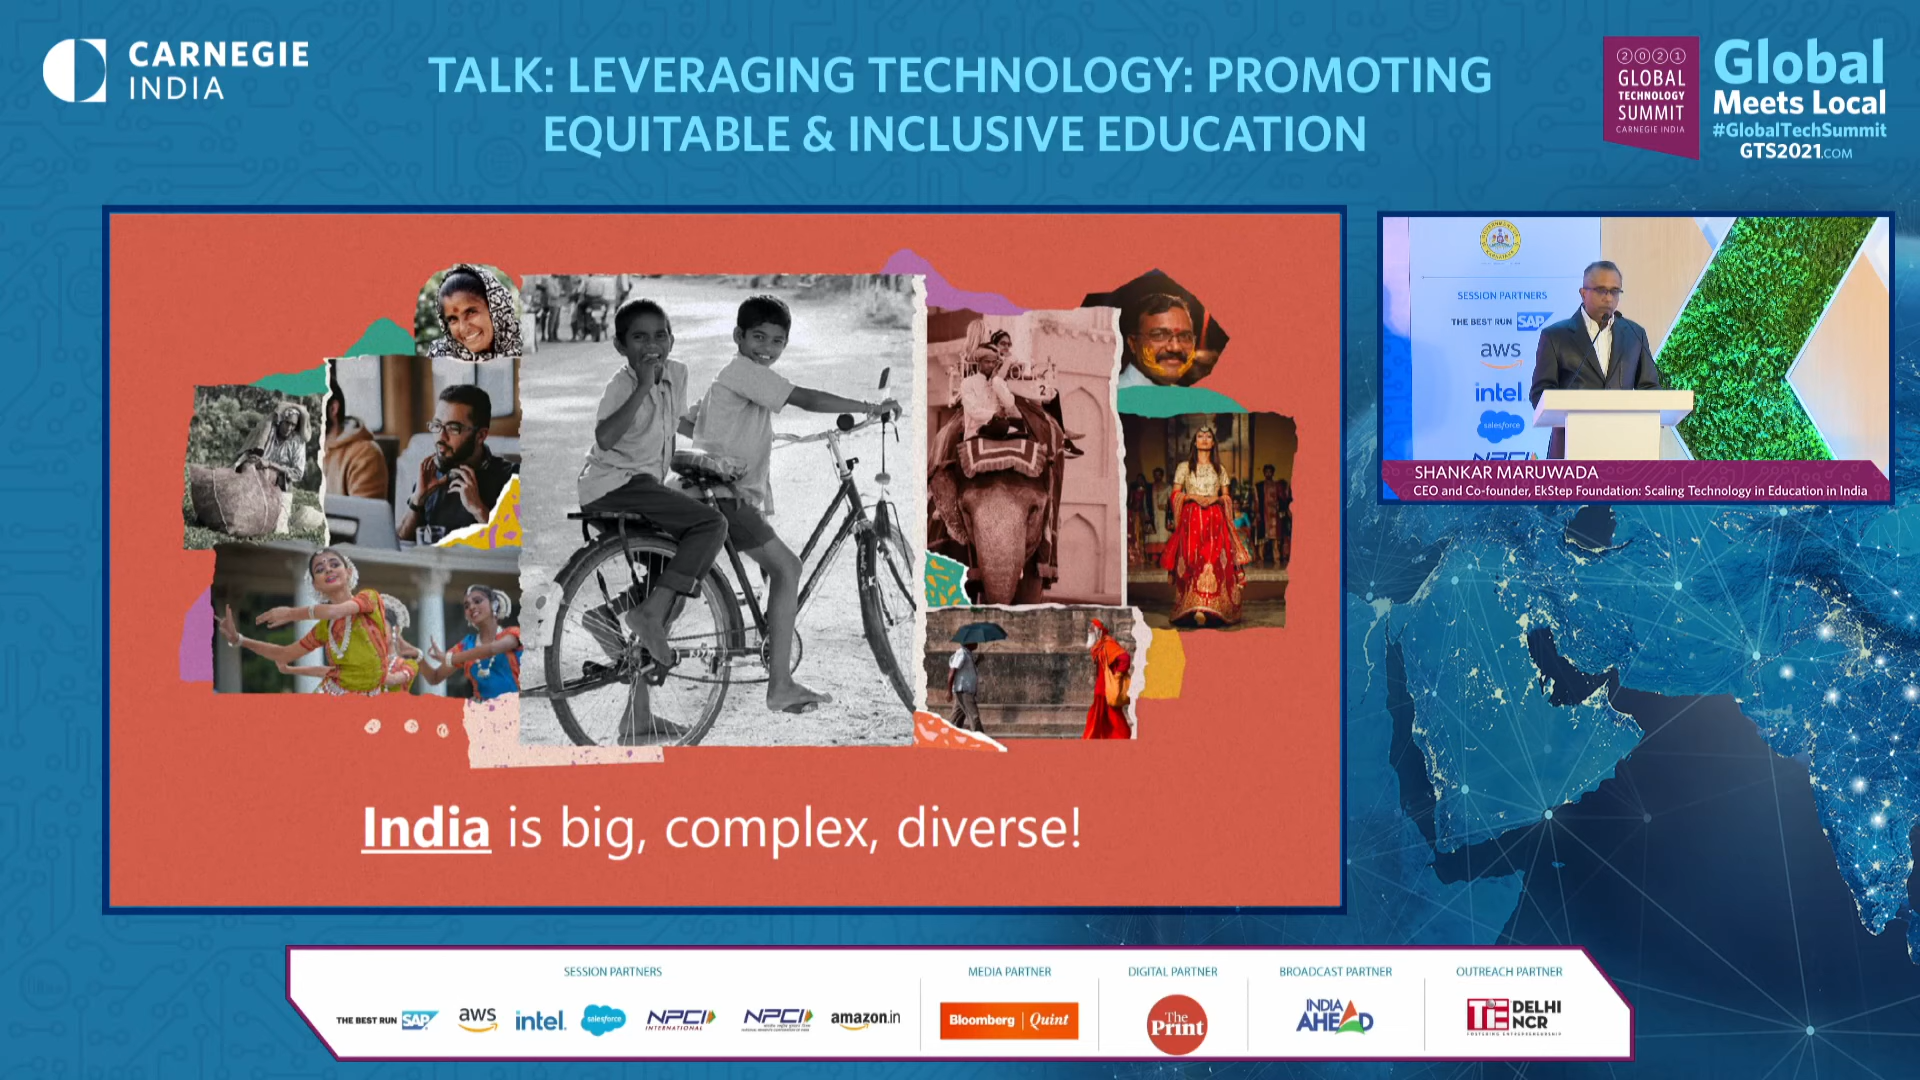 CARNEGIE
INDIA
TALK: LEVERAGING TECHNOLOGY: PROMOTING
EQUITABLE & INCLUSIVE EDUCATION
2021
GLOBAL
TECHNOLOGY
SUMMIT
CARNEGIE INDIA
Global
Meets Local
#GlobalTechSummit
GTS2021.COM
2
India is big, complex, diverse!
SESSION PARTNERS
THE BEST RUN SAP
aws
intel.
salesforce
NPCI
SHANKAR MARUWADA
CEO and Co-founder, EkStep Foundation: Scaling Technology in Education in India
SESSION PARTNERS
THE BEST RUN SAP
aws
intel.
salesforce
NPCI
INTERNATIONAL
NPCI
amazon.in
MEDIA PARTNER
Bloomberg | Quint
DIGITAL PARTNER
The
Print
BROADCAST PARTNER
INDIA
AHEAD
OUTREACH PARTNER
TiE DELHI
NCR
FOSTERING ENTREPRENEURSHIP